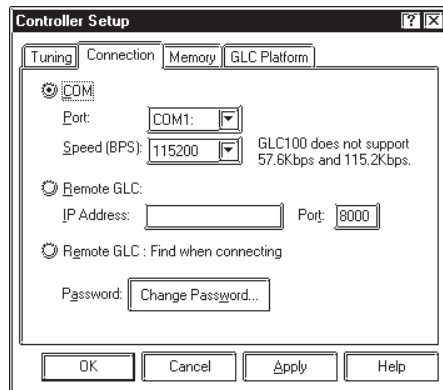 Controller Setup
Tuning Connection Memory GLC Platform
COM
Port: COM1:
Speed (BPS): 115200 GLC100 does not support
57.6Kbps and 115.2Kbps.
Remote GLC:
IP Address: Port: 8000
Remote GLC : Find when connecting
Password: Change Password...
OK Cancel Apply Help